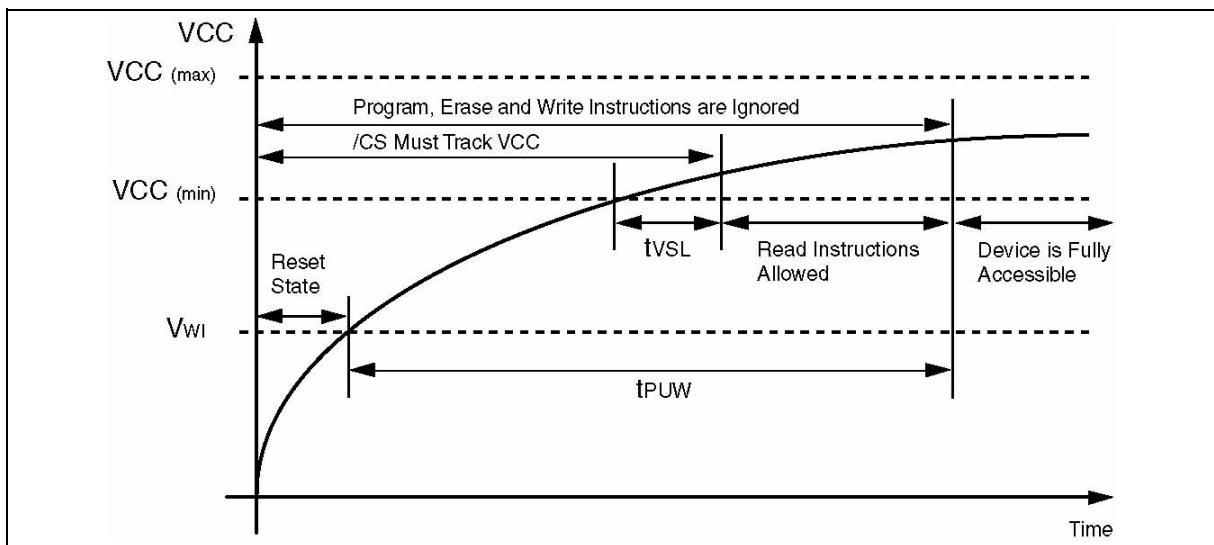 VCC
VCC (max)
Program, Erase and Write Instructions are Ignored
/CS Must Track VCC
VCC (min)
tVSL
Read Instructions
Allowed
Device is Fully
Accessible
Reset
State
VWI
tPUW
Time